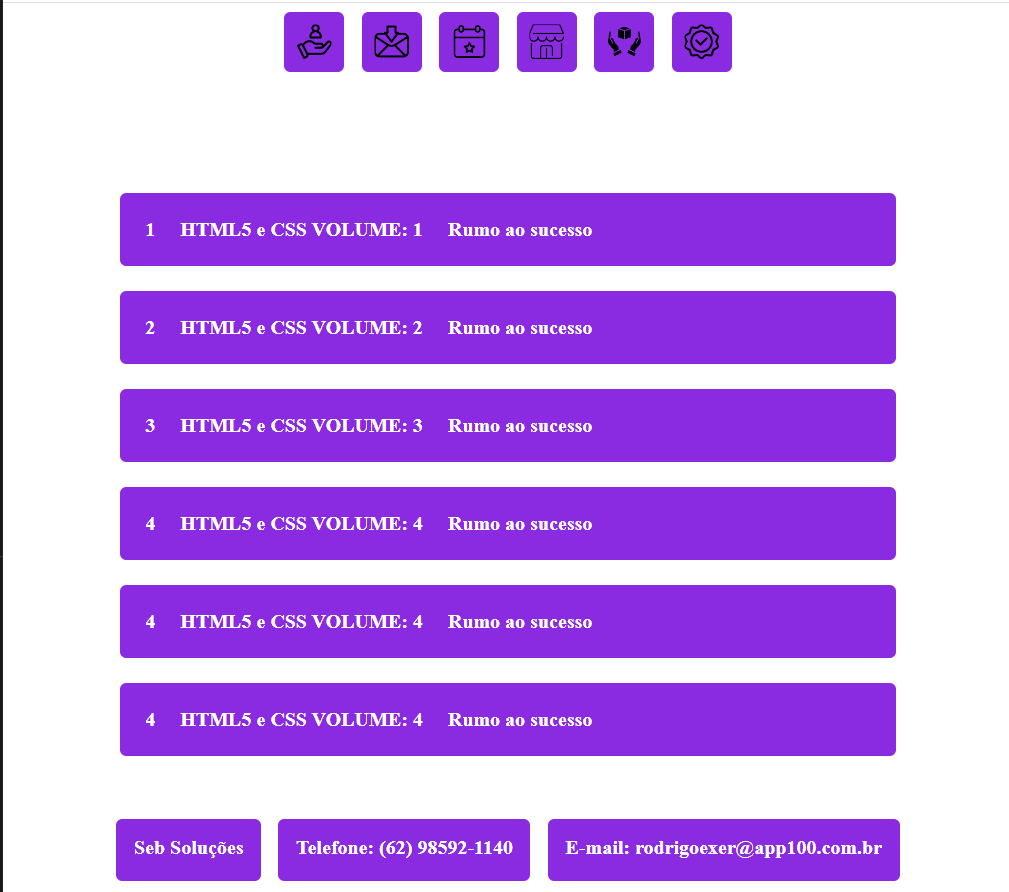 1 HTML5 e CSS VOLUME: 1 Rumo ao sucesso
2 HTML5 e CSS VOLUME: 2 Rumo ao sucesso
3 HTML5 e CSS VOLUME: 3 Rumo ao sucesso
4 HTML5 e CSS VOLUME: 4 Rumo ao sucesso
4 HTML5 e CSS VOLUME: 4 Rumo ao sucesso
4 HTML5 e CSS VOLUME: 4 Rumo ao sucesso
Seb Soluções Telefone: (62) 98592-1140 E-mail: rodrigoexer@app100.com.br